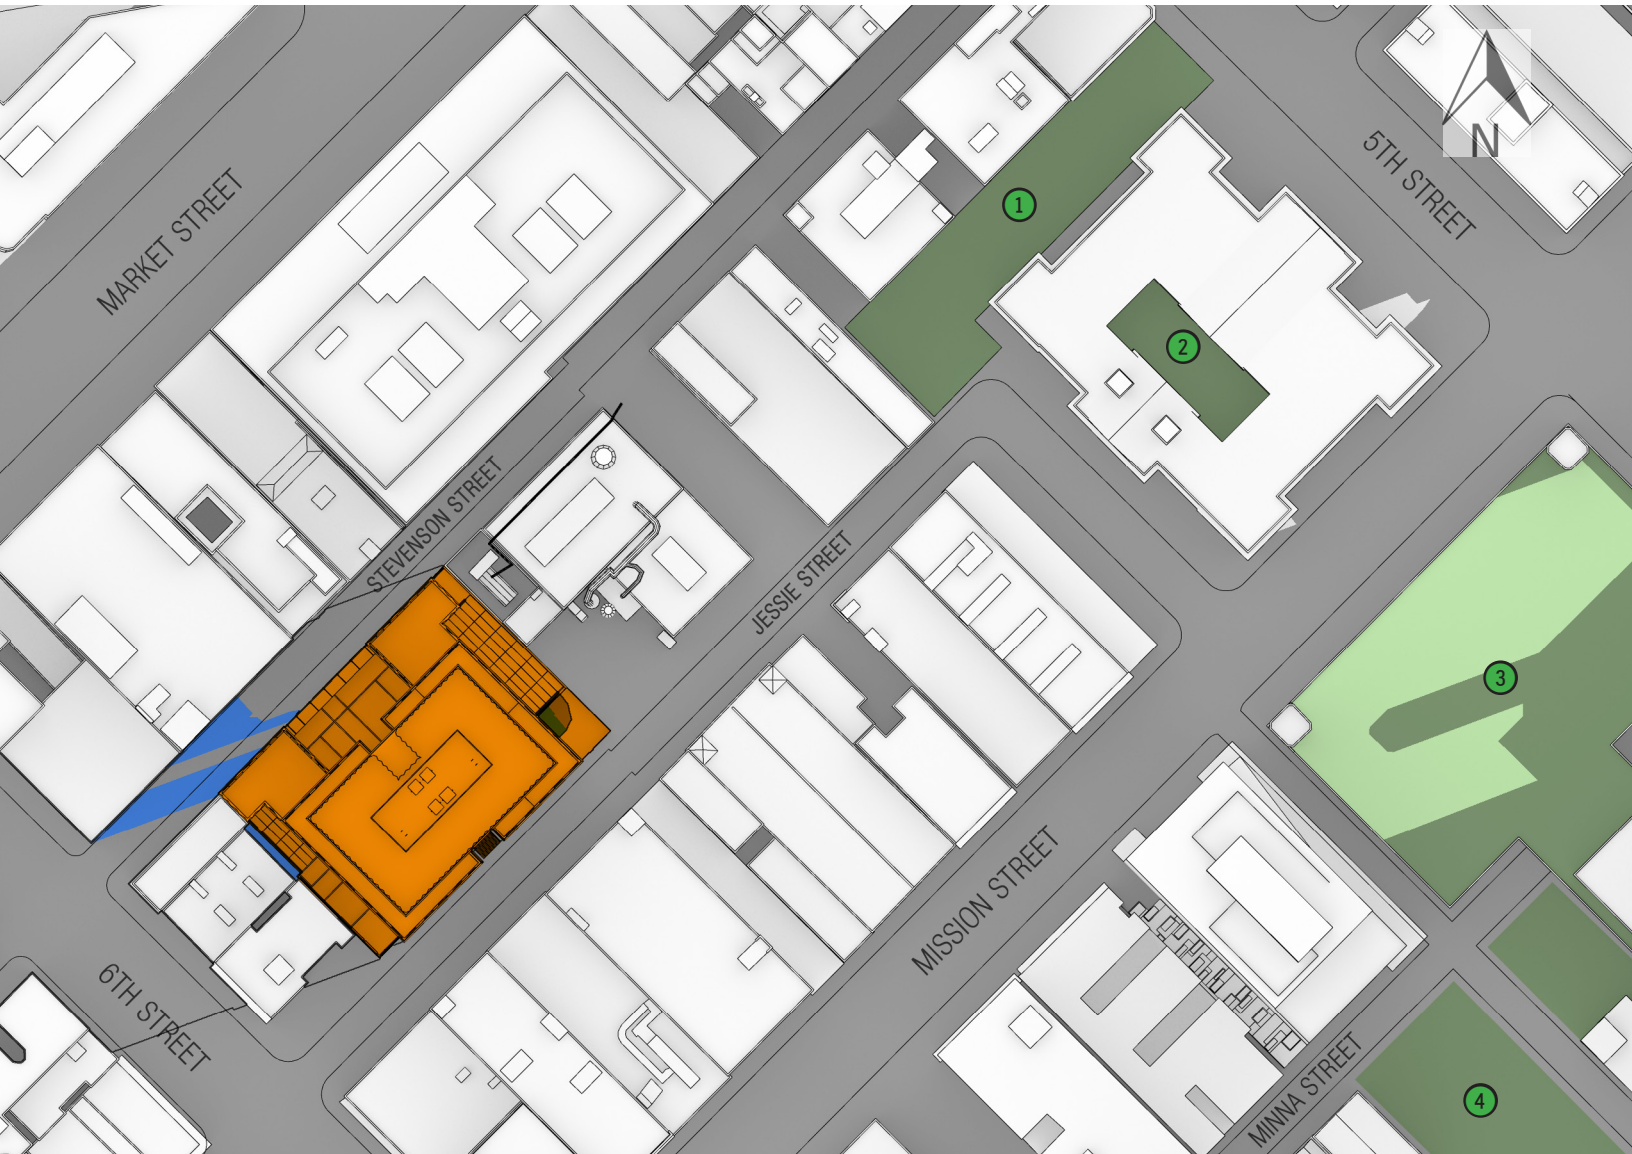 5TH STREET
N
MARKET STREET
1
2
STEVENSON STREET
JESSIE STREET
3
MISSION STREET
6TH STREET
MINNA STREET
4